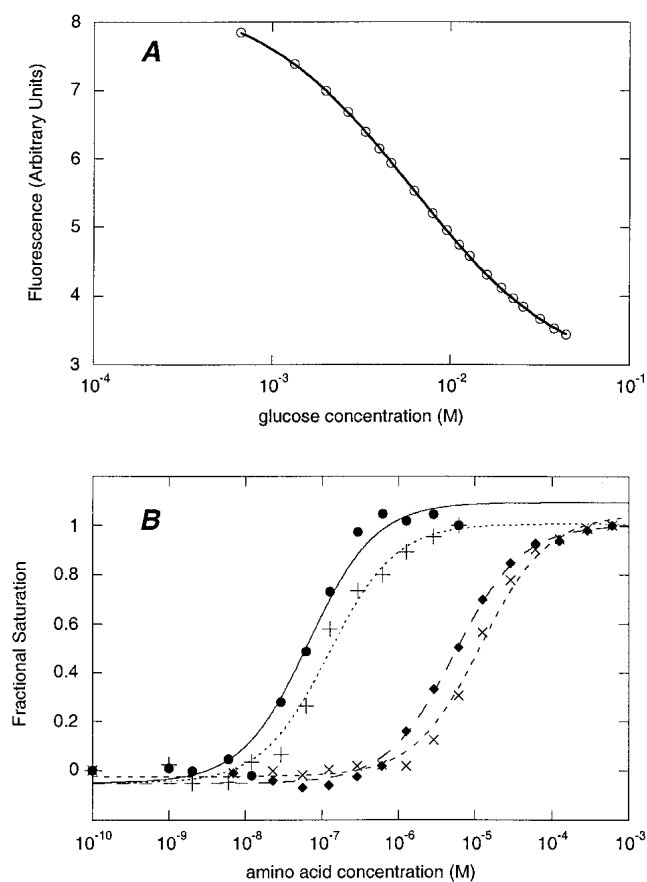 A
8
7
6
5
4
3
Fluorescence (Arbitrary Units)
10⁻⁴ 10⁻³ 10⁻² 10⁻¹
glucose concentration (M)
B
1
0.8
0.6
0.4
0.2
0
Fractional Saturation
10⁻¹⁰ 10⁻⁹ 10⁻⁸ 10⁻⁷ 10⁻⁶ 10⁻⁵ 10⁻⁴ 10⁻³
amino acid concentration (M)